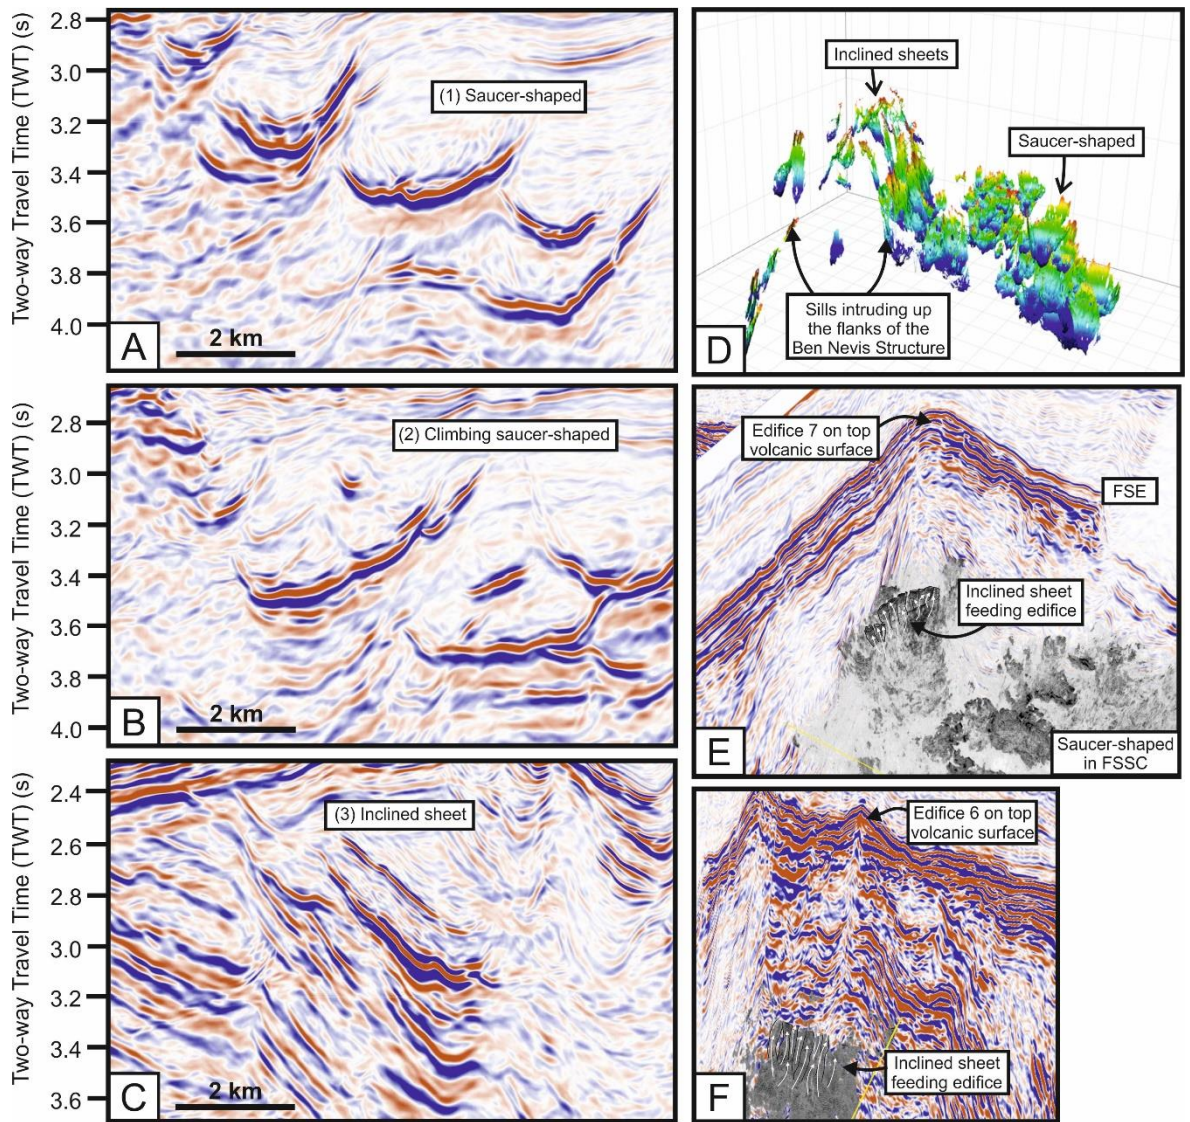 Two-way Travel Time (TWT) (s)
2.8
3.0
3.2
3.4
3.6
3.8
4.0
(1) Saucer-shaped
A
2 km
Two-way Travel Time (TWT) (s)
2.8
3.0
3.2
3.4
3.6
3.8
4.0
(2) Climbing saucer-shaped
B
2 km
Two-way Travel Time (TWT) (s)
2.4
2.6
2.8
3.0
3.2
3.4
3.6
(3) Inclined sheet
C
2 km
Inclined sheets
Saucer-shaped
Sills intruding up
the flanks of the
Ben Nevis Structure
D
Edifice 7 on top
volcanic surface
FSE
Inclined sheet
feeding edifice
Saucer-shaped
in FSSC
E
Edifice 6 on top
volcanic surface
Inclined sheet
feeding edifice
F